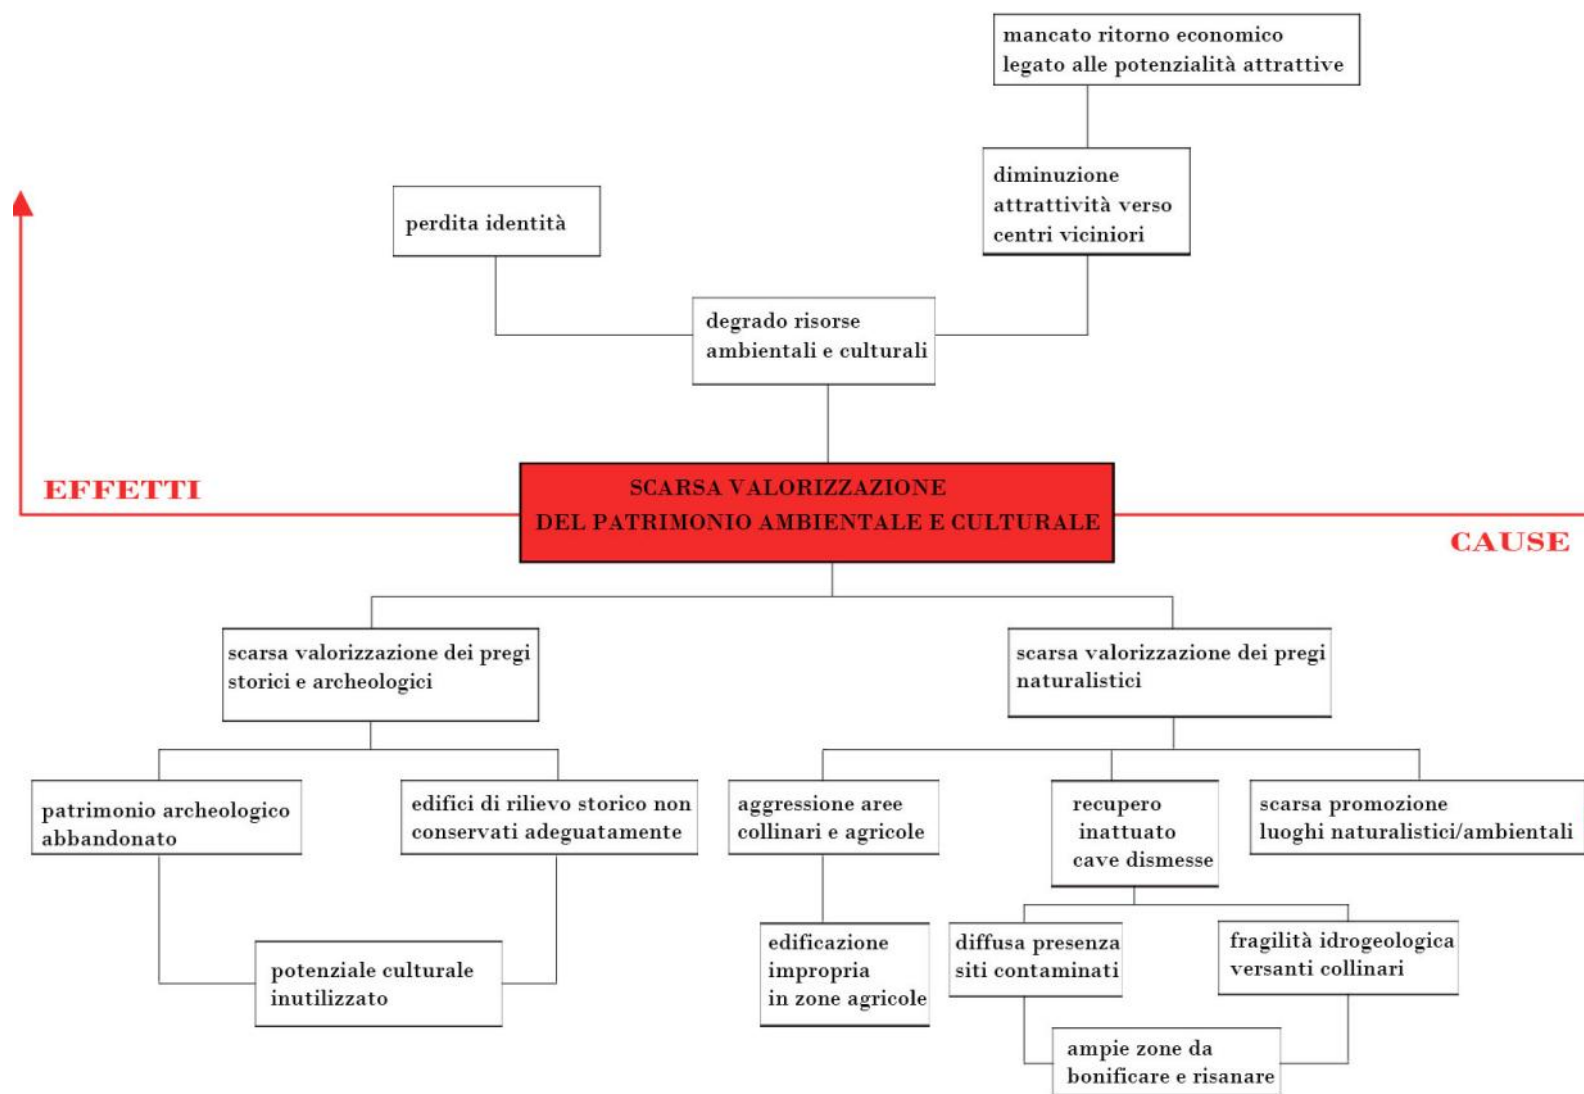 mancato ritorno economico
legato alle potenzialità attrattive
diminuzione
attrattività verso
centri viciniori
perdita identità
degrado risorse
ambientali e culturali
EFFETTI
SCARSA VALORIZZAZIONE
DEL PATRIMONIO AMBIENTALE E CULTURALE
CAUSE
scarsa valorizzazione dei pregi
storici e archeologici
scarsa valorizzazione dei pregi
naturalistici
patrimonio archeologico
abbandonato
edifici di rilievo storico non
conservati adeguatamente
aggressione aree
collinari e agricole
recupero
inattuato
cave dismesse
scarsa promozione
luoghi naturalistici/ambientali
potenziale culturale
inutilizzato
edificazione
impropria
in zone agricole
diffusa presenza
siti contaminati
fragilità idrogeologica
versanti collinari
ampie zone da
bonificare e risanare